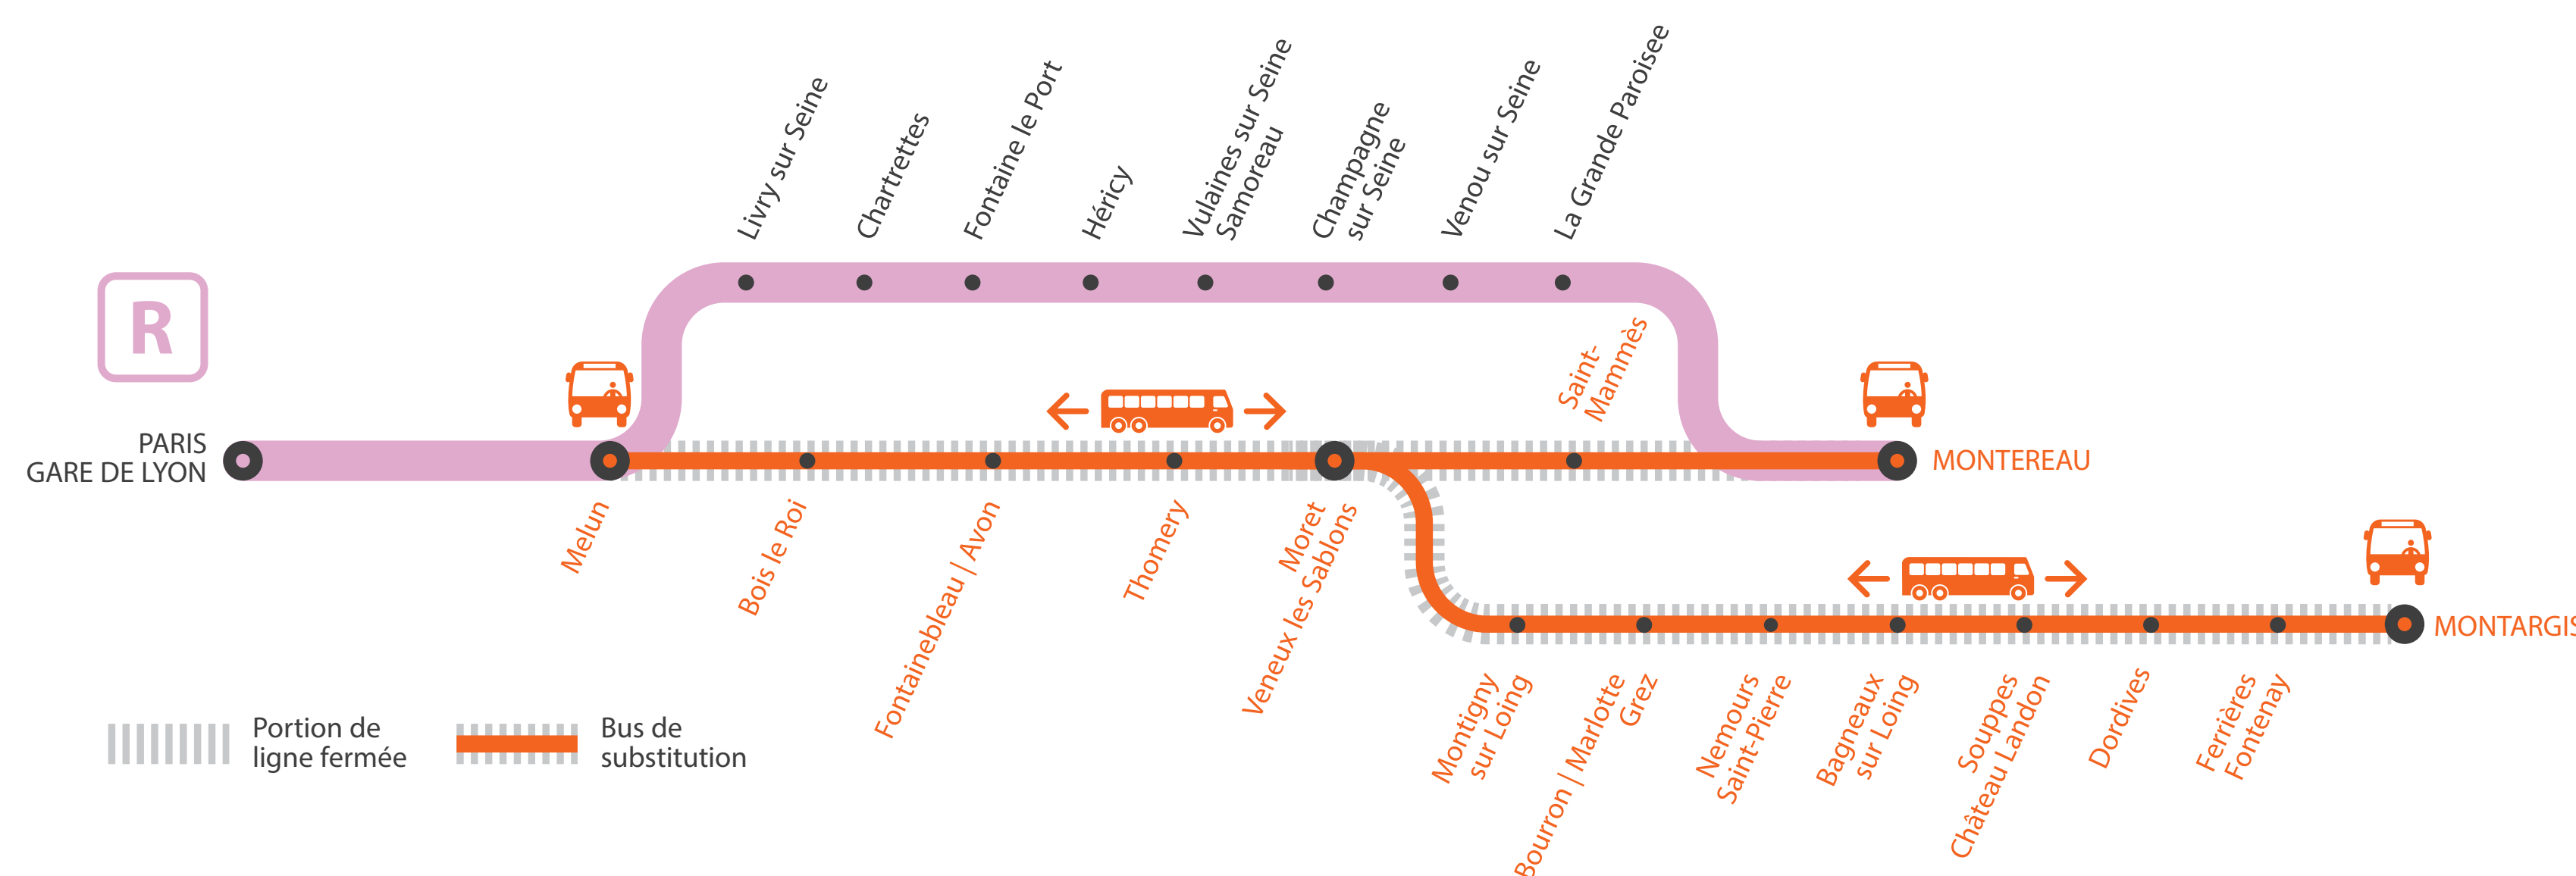 Livry sur Seine
Chartrettes
Fontaine le Port
Héricy
Vulaines sur Seine
Samoreau
Champagne
sur Seine
Venou sur Seine
La Grande Paroisee
R
PARIS
GARE DE LYON
Saint-
Mammès
MONTEREAU
Melun
Bois le Roi
Fontainebleau | Avon
Thomery
Moret
Veneux les Sablons
MONTARGIS
Montigny
sur Loing
Bourron | Marlotte
Grez
Nemours
Saint-Pierre
Bagneaux
sur Loing
Souppes
Château Landon
Dordives
Ferrières
Fontenay
Portion de
ligne fermée
Bus de
substitution